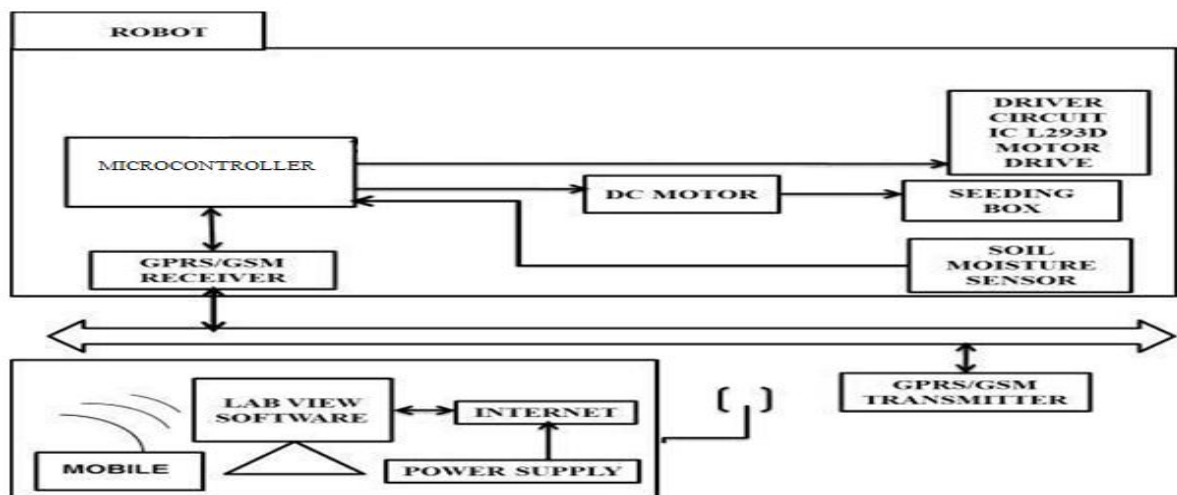 ROBOT
DRIVER
CIRCUIT
IC L293D
MOTOR
DRIVE
MICROCONTROLLER
DC MOTOR
SEEDING
BOX
GPRS/GSM
RECEIVER
SOIL
MOISTURE
SENSOR
LAB VIEW
SOFTWARE
INTERNET
GPRS/GSM
TRANSMITTER
MOBILE
POWER SUPPLY